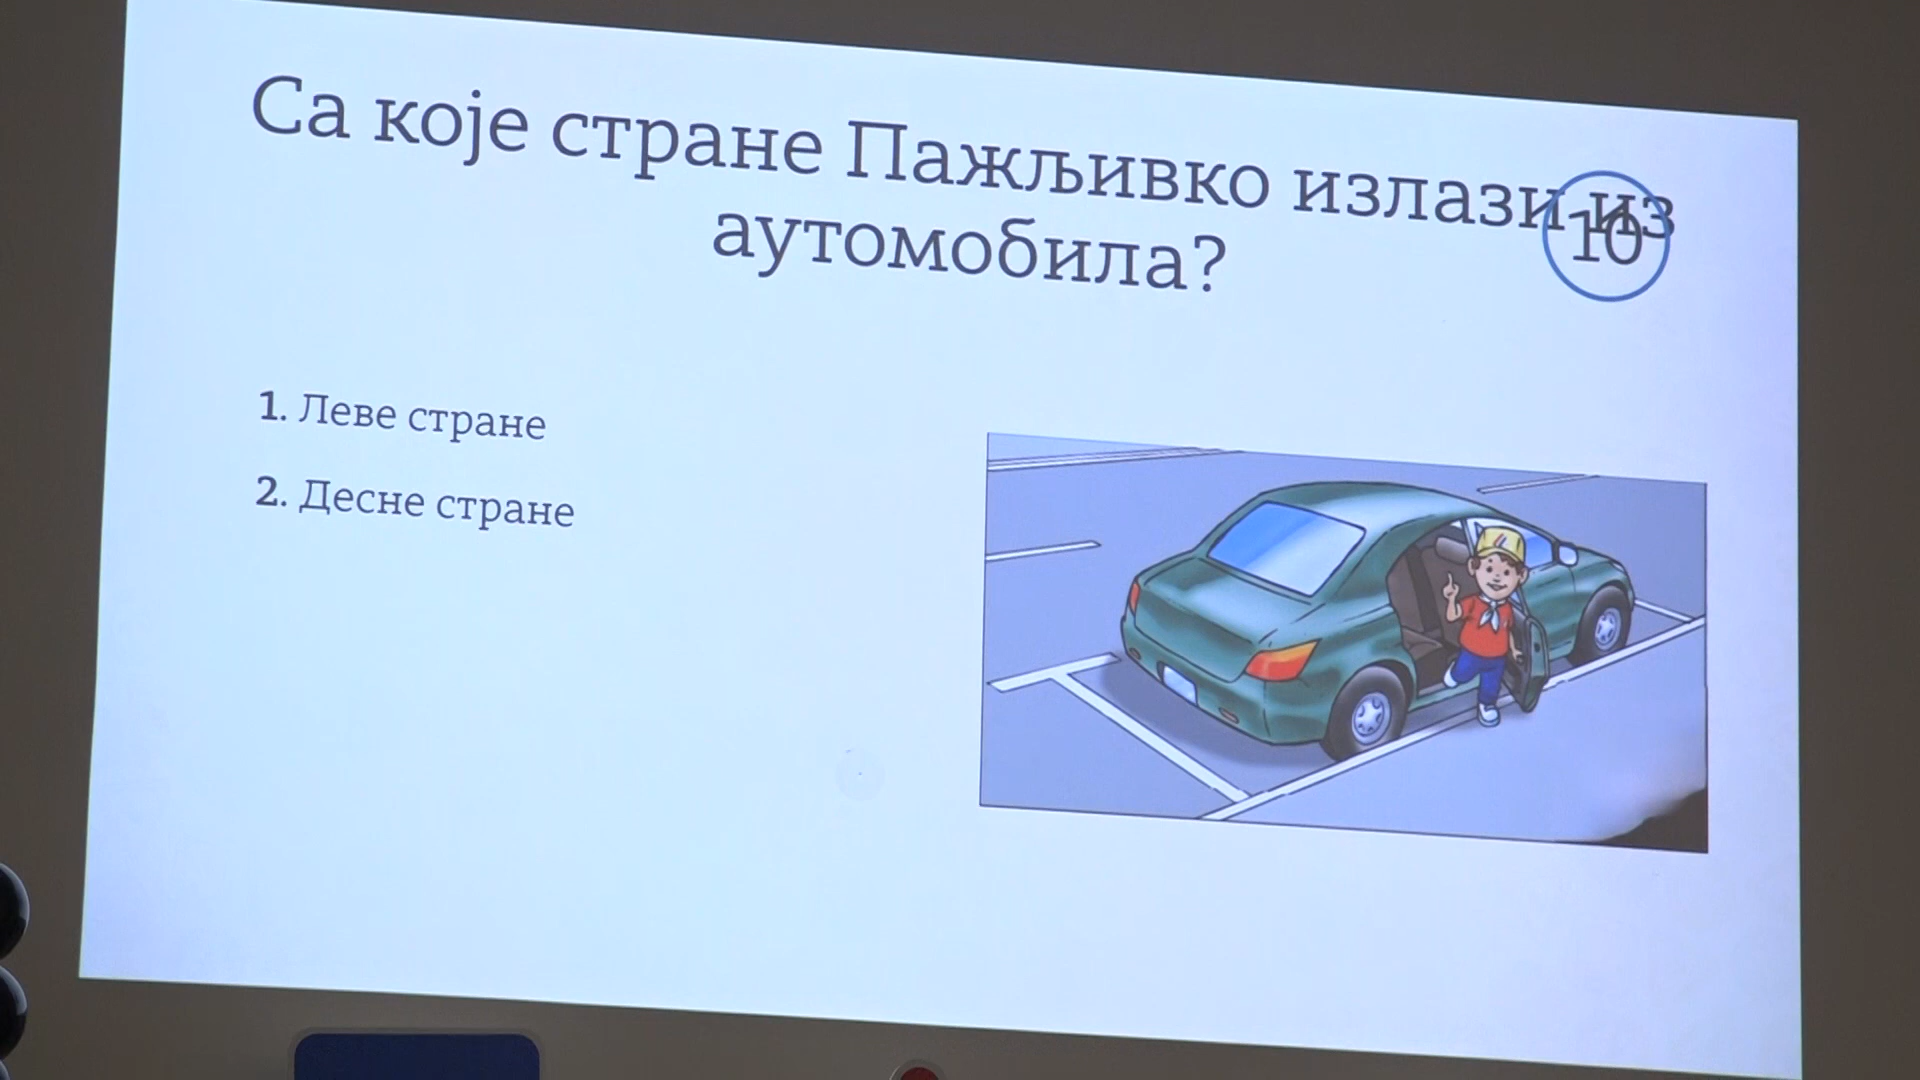 Са које стране Пажљивко излази из
10
аутомобила?
1. Леве стране
2. Десне стране